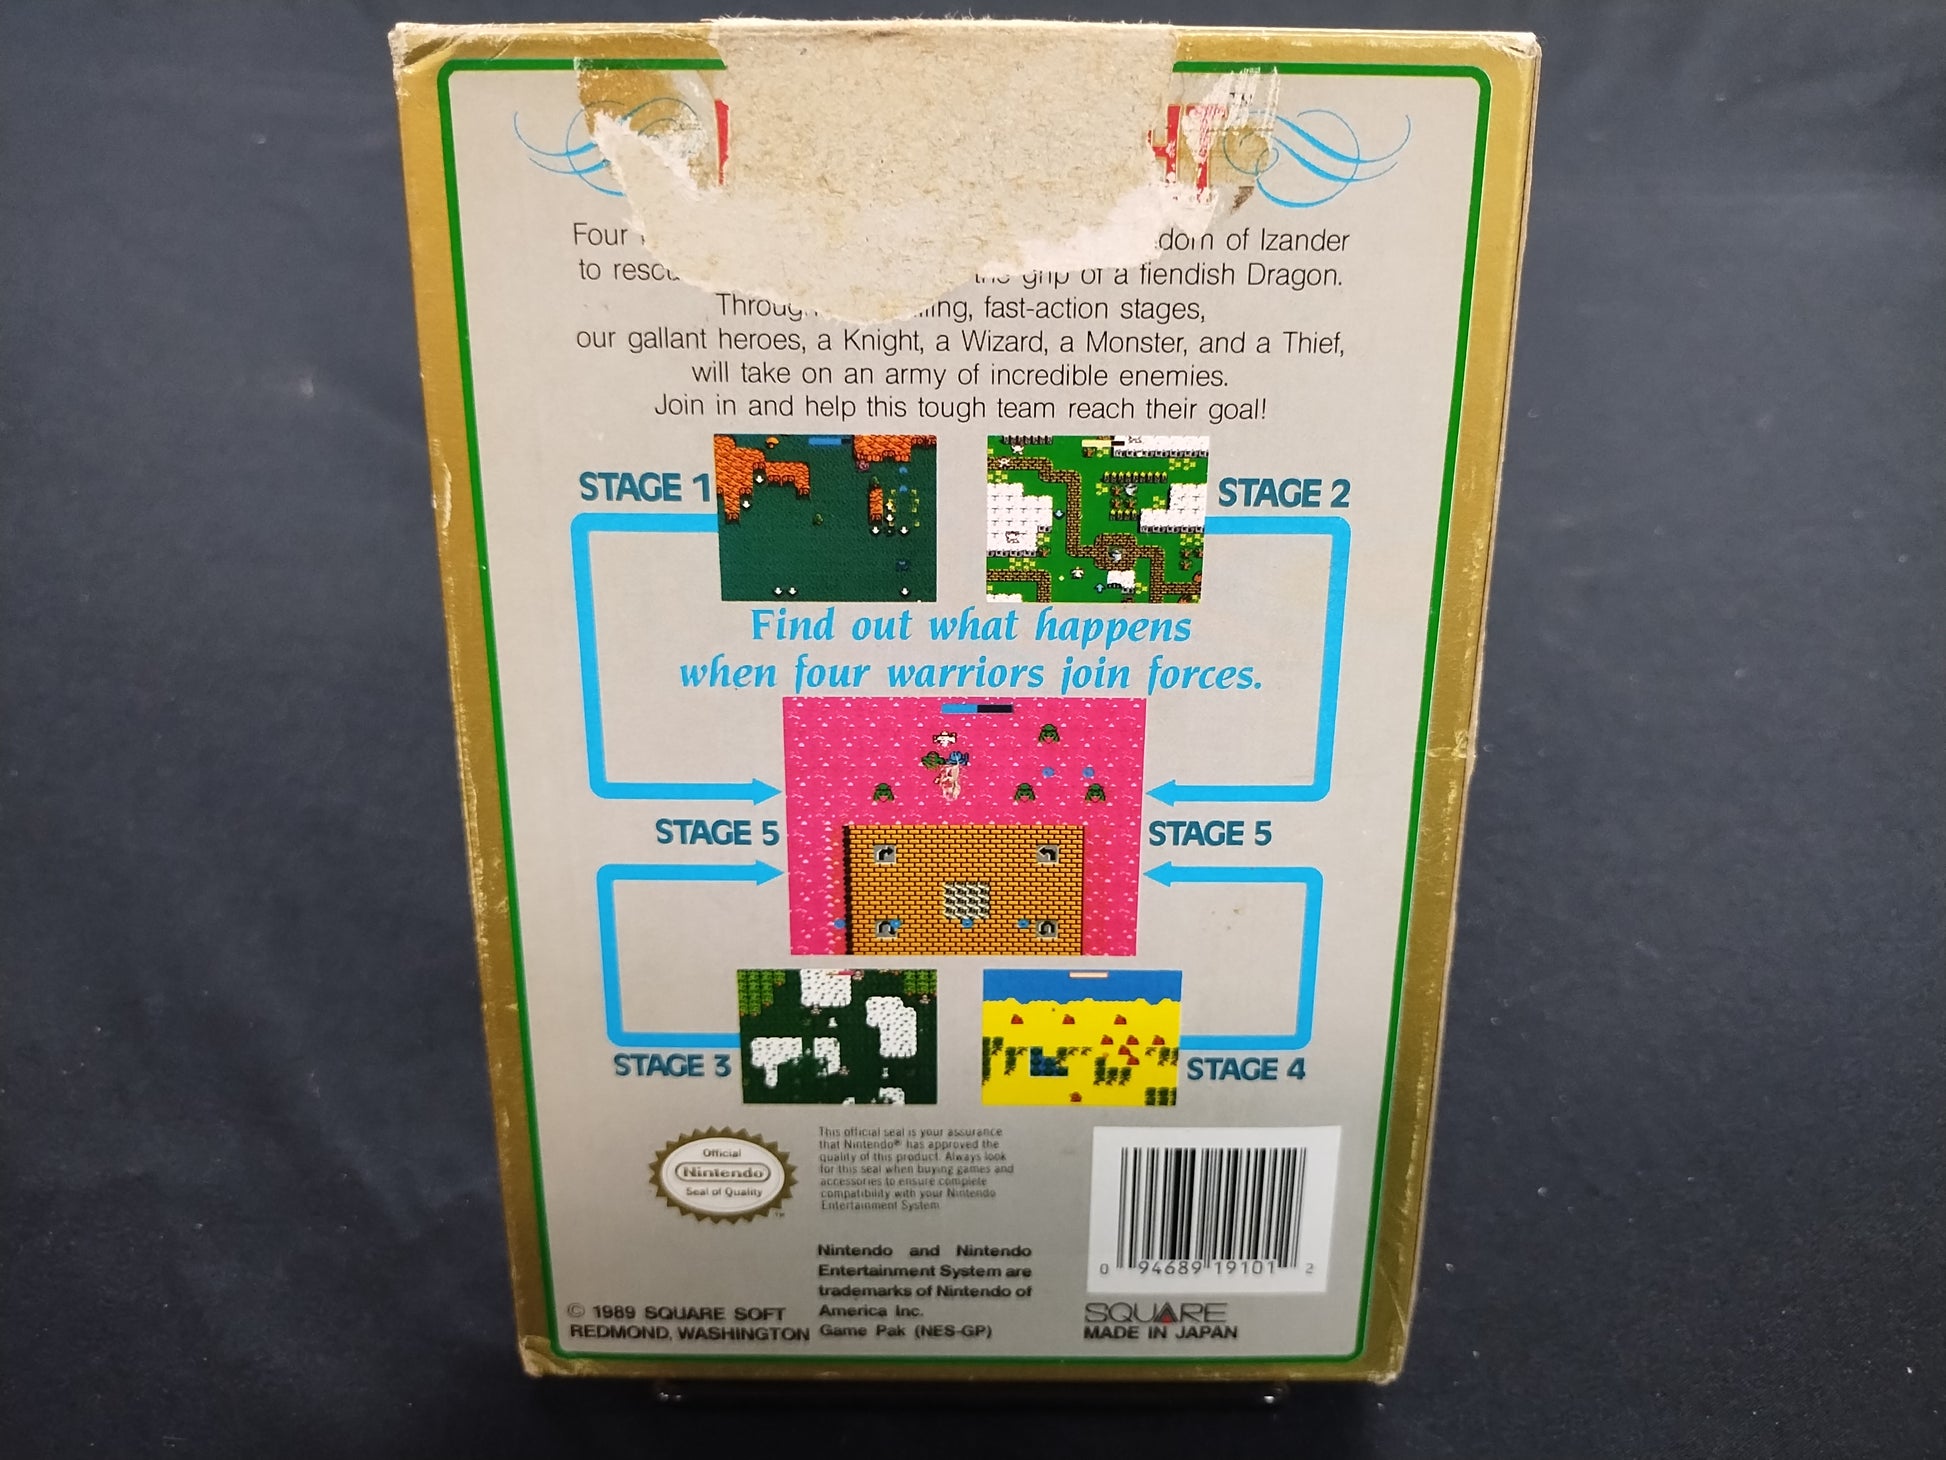 HT
TM
Four
dom of Izander
to resc
the grip of a fiendish Dragon.
Throug ing, fast-action stages,
our gallant heroes, a Knight, a Wizard, a Monster, and a Thief,
will take on an army of incredible enemies.
Join in and help this tough team reach their goal!
STAGE 1
STAGE 2
Find out what happens
when four warriors join forces.
STAGE 5
STAGE 5
STAGE 3
STAGE 4
Official
Nintendo
Seal of Quality
TM
This official seal is your assurance
that Nintendo® has approved the
quality of this product. Always look
for this seal when buying games and
accessories to ensure complete
compatibility with your Nintendo
Entertainment System
Nintendo and Nintendo
Entertainment System are
trademarks of Nintendo of
America Inc.
Game Pak (NES-GP)
© 1989 SQUARE SOFT
REDMOND, WASHINGTON
0 94689 19101 2
SQUARE
MADE IN JAPAN